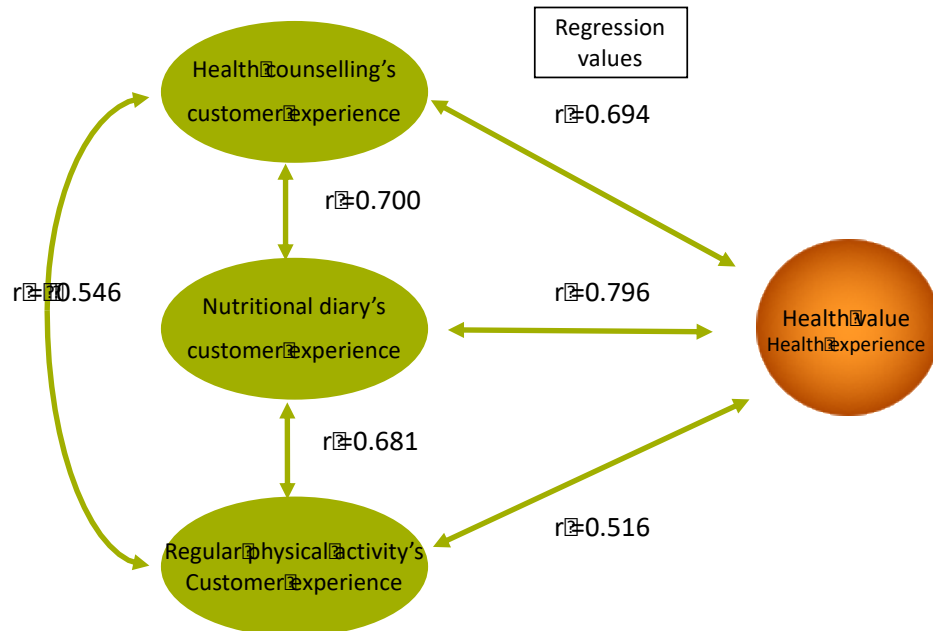 Regression
values
Health counselling's
customer experience
r =0.694
r =0.700
r = 0.546
Nutritional diary's
customer experience
r =0.796
Health value
Health experience
r =0.681
Regular physical activity's
Customer experience
r =0.516